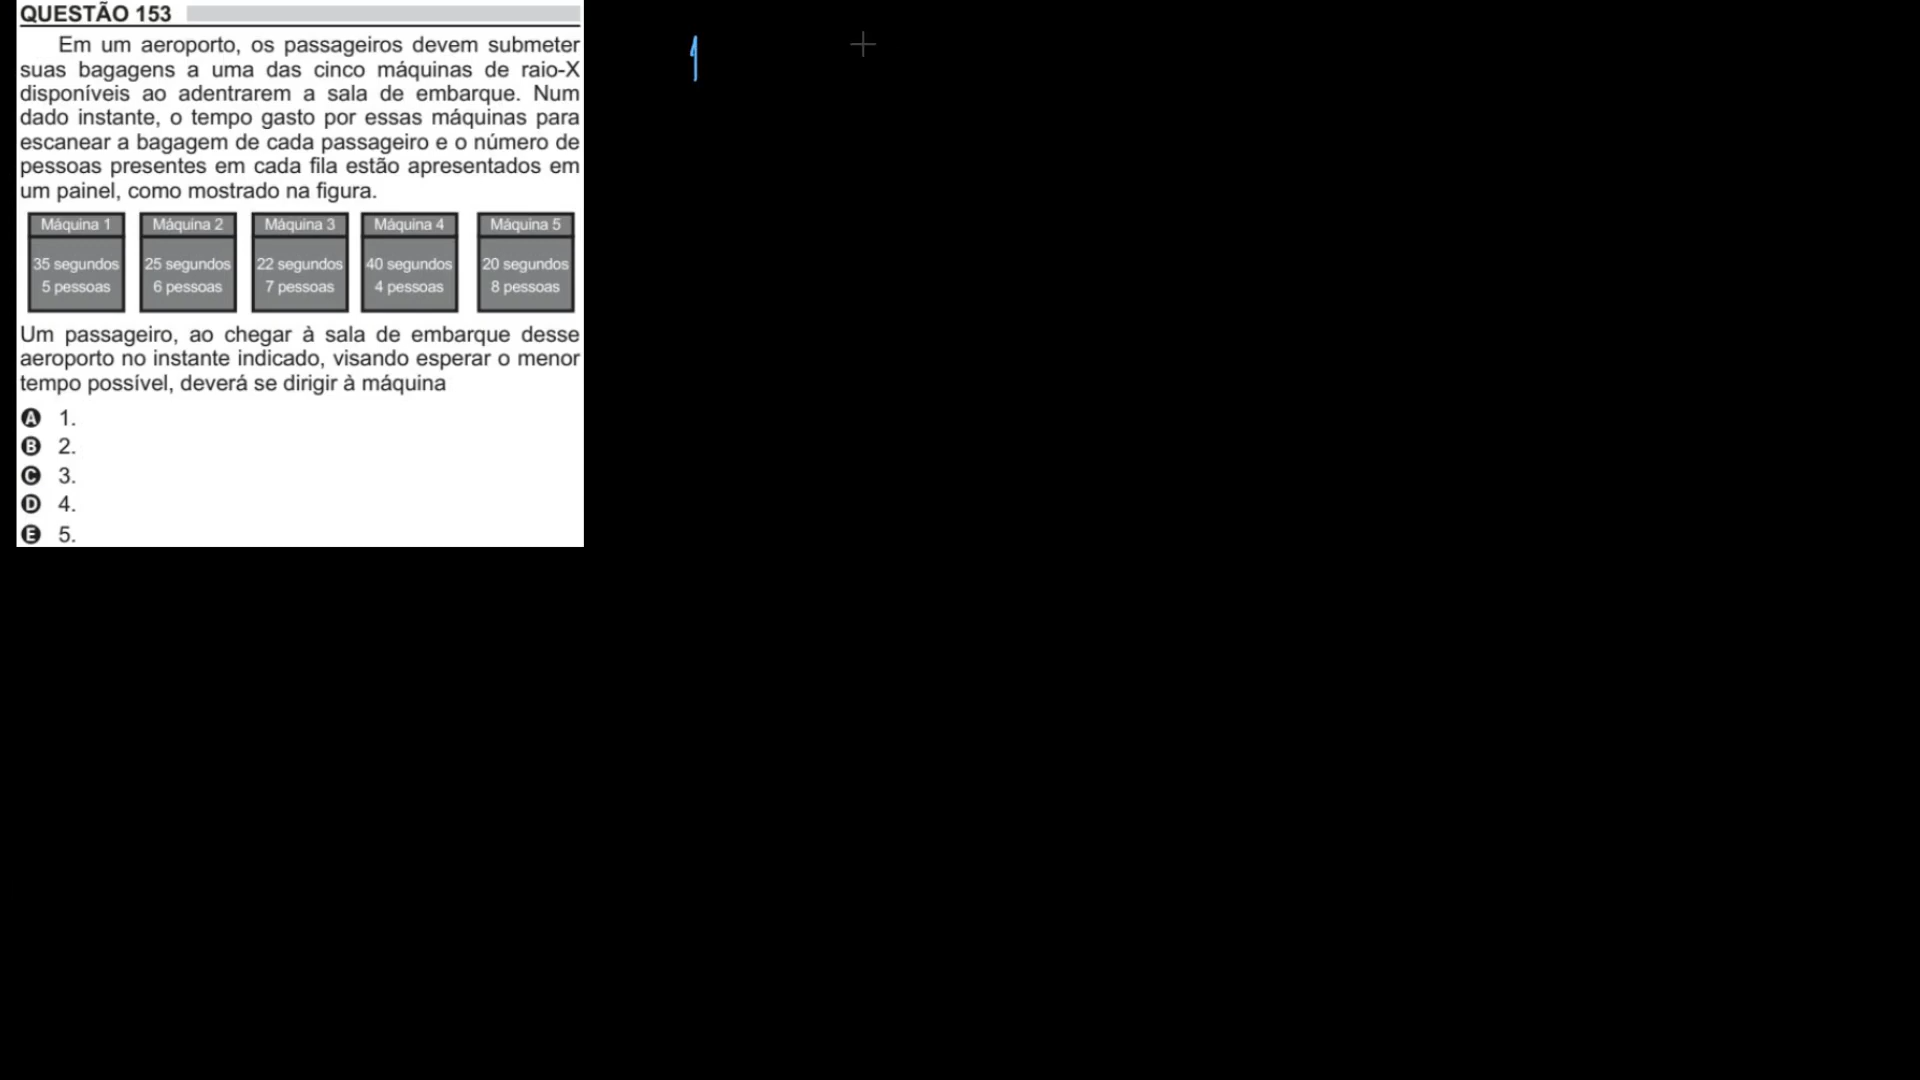 QUESTÃO 153
Em um aeroporto, os passageiros devem submeter
suas bagagens a uma das cinco máquinas de raio-X
disponíveis ao adentrarem a sala de embarque. Num
dado instante, o tempo gasto por essas máquinas para
escanear a bagagem de cada passageiro e o número de
pessoas presentes em cada fila estão apresentados em
um painel, como mostrado na figura.
Máquina 1
35 segundos
5 pessoas
Máquina 2
25 segundos
6 pessoas
Máquina 3
22 segundos
7 pessoas
Máquina 4
40 segundos
4 pessoas
Máquina 5
20 segundos
8 pessoas
Um passageiro, ao chegar à sala de embarque desse
aeroporto no instante indicado, visando esperar o menor
tempo possível, deverá se dirigir à máquina
A 1.
B 2.
C 3.
D 4.
E 5.
1